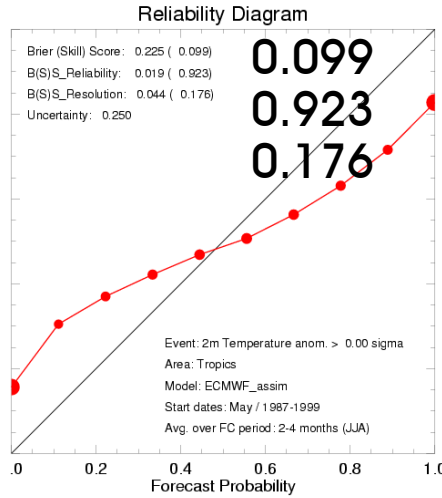 Reliability Diagram
Brier (Skill) Score: 0.225 ( 0.099)
B(S)S_Reliability: 0.019 ( 0.923)
B(S)S_Resolution: 0.044 ( 0.176)
Uncertainty: 0.250
0.099
0.923
0.176
Event: 2m Temperature anom. > 0.00 sigma
Area: Tropics
Model: ECMWF_assim
Start dates: May / 1987-1999
Avg. over FC period: 2-4 months (JJA)
.0 0.2 0.4 0.6 0.8 1.0
Forecast Probability